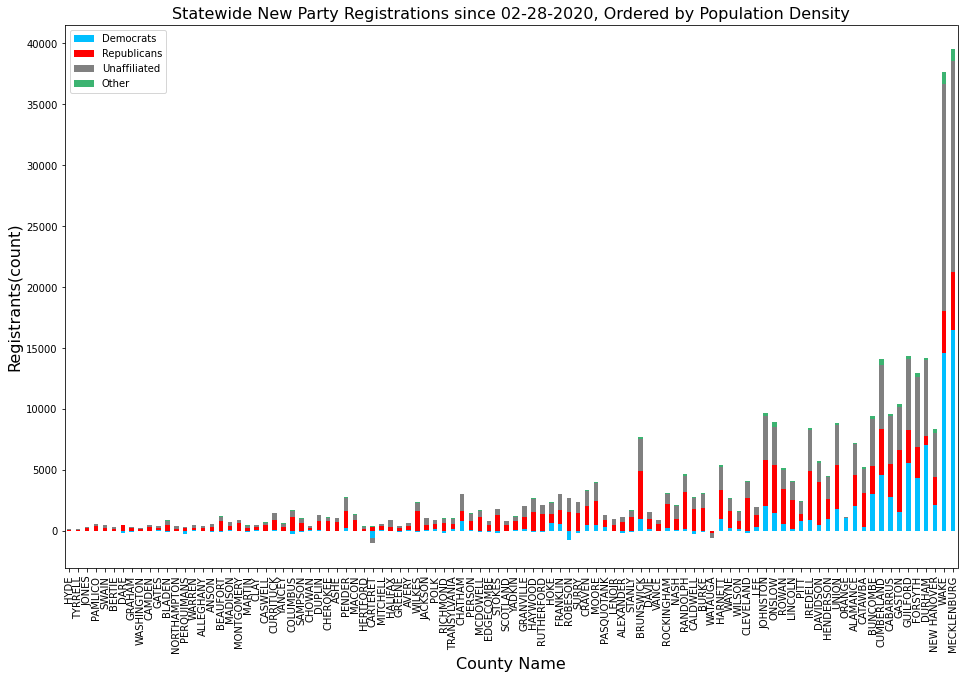 Statewide New Party Registrations since 02-28-2020, Ordered by Population Density
Democrats
Republicans
Unaffiliated
Other
Registrants(count)
40000
35000
30000
25000
20000
15000
10000
5000
0
HYDE
TYRRELL
JONES
PAMLICO
SWAIN
BERTIE
DARE
GRAHAM
WASHINGTON
CAMDEN
GATES
BLADEN
NORTHAMPTON
PERQUIMANS
WARREN
ALLEGHANY
ANSON
BEAUFORT
MADISON
MONTGOMERY
MARTIN
CLAY
CASWELL
CURRITUCK
YANCEY
COLUMBUS
SAMPSON
CHOWAN
DUPLIN
CHEROKEE
ASHE
PENDER
MACON
HERTFORD
CARTERET
MITCHELL
HALIFAX
GREENE
AVERY
WILKES
JACKSON
POLK
RICHMOND
TRANSYLVANIA
CHATHAM
PERSON
MCDOWELL
EDGECOMBE
STOKES
SCOTLAND
YADKIN
GRANVILLE
HAYWOOD
RUTHERFORD
HOKE
FRANKLIN
ROBESON
SURRY
CRAVEN
MOORE
PASQUOTANK
LENOIR
ALEXANDER
STANLY
BRUNSWICK
DAVIE
VANCE
ROCKINGHAM
NASH
RANDOLPH
CALDWELL
BURKE
WATAUGA
HARNETT
WAYNE
WILSON
CLEVELAND
LEE
JOHNSTON
ONSLOW
ROWAN
LINCOLN
PITT
IREDELL
DAVIDSON
HENDERSON
UNION
ORANGE
ALAMANCE
CATAWBA
BUNCOMBE
CUMBERLAND
CABARRUS
GASTON
GUILFORD
FORSYTH
DURHAM
NEW HANOVER
WAKE
MECKLENBURG
County Name